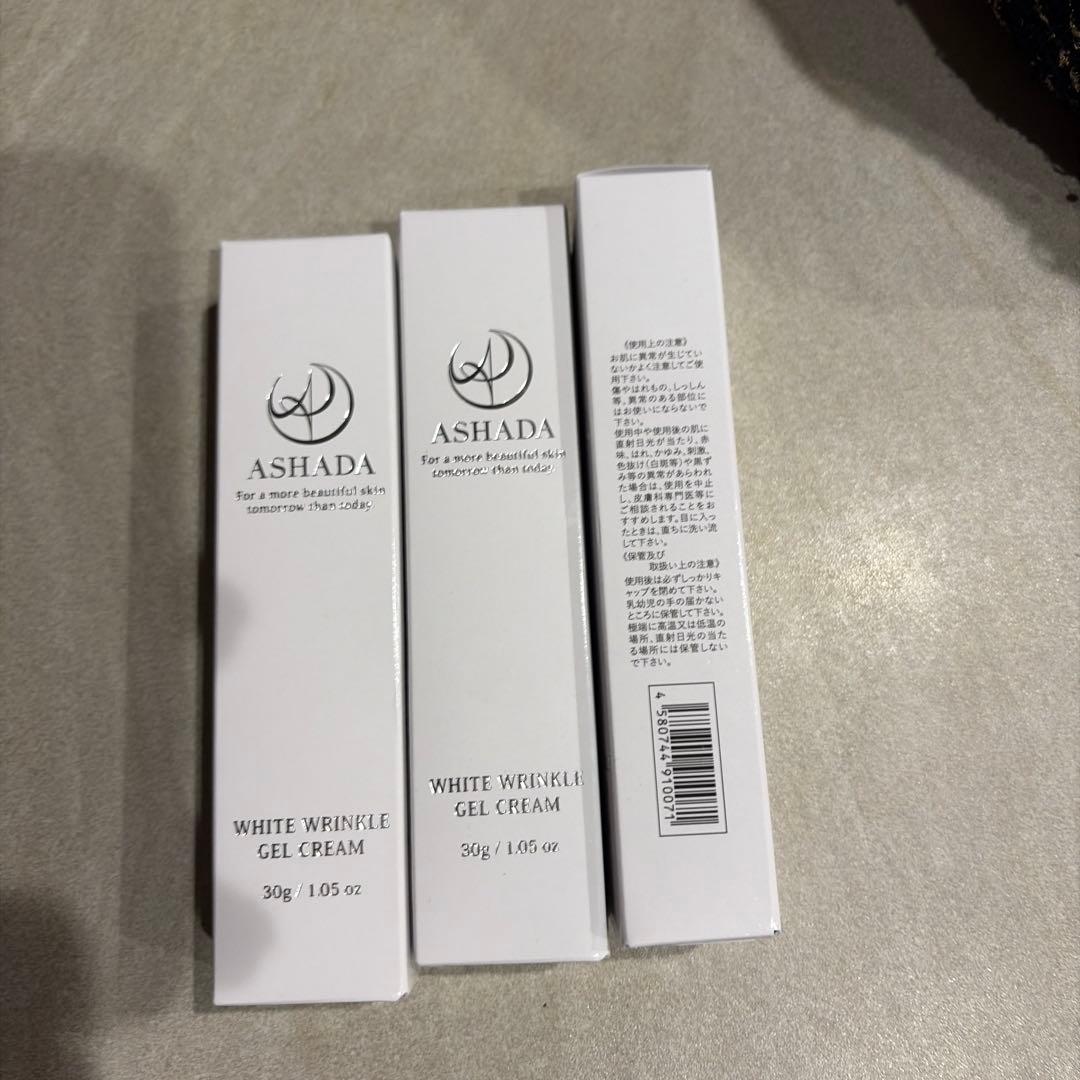 ASHADA
For a more beautiful skin
tomorrow than today.
WHITE WRINKLE
GEL CREAM
30g / 1.05 oz
ASHADA
For a more beautiful skin
tomorrow than today.
WHITE WRINKLE
GEL CREAM
30g / 1.05 oz
《使用上の注意》
お肌に異常が生じてい
ないかよく注意してご使
用下さい。
傷やはれもの、しっしん
等、異常のある部位に
はお使いにならないで
下さい。
使用中や使用後の肌に
直射日光が当たり、赤
味、はれ、かゆみ、刺激、
色抜け(白斑等)や黒ず
み等の異常があらわれ
た場合は、使用を中止
し、皮膚科専門医等に
ご相談されることをお
すすめします。目に入っ
たときは、直ちに洗い流
して下さい。
《保管及び
取扱い上の注意》
使用後は必ずしっかりキ
ャップを閉めて下さい。
乳幼児の手の届かない
ところに保管して下さい。
極端に高温又は低温の
場所、直射日光の当た
る場所には保管しない
で下さい。
4 580744 910071